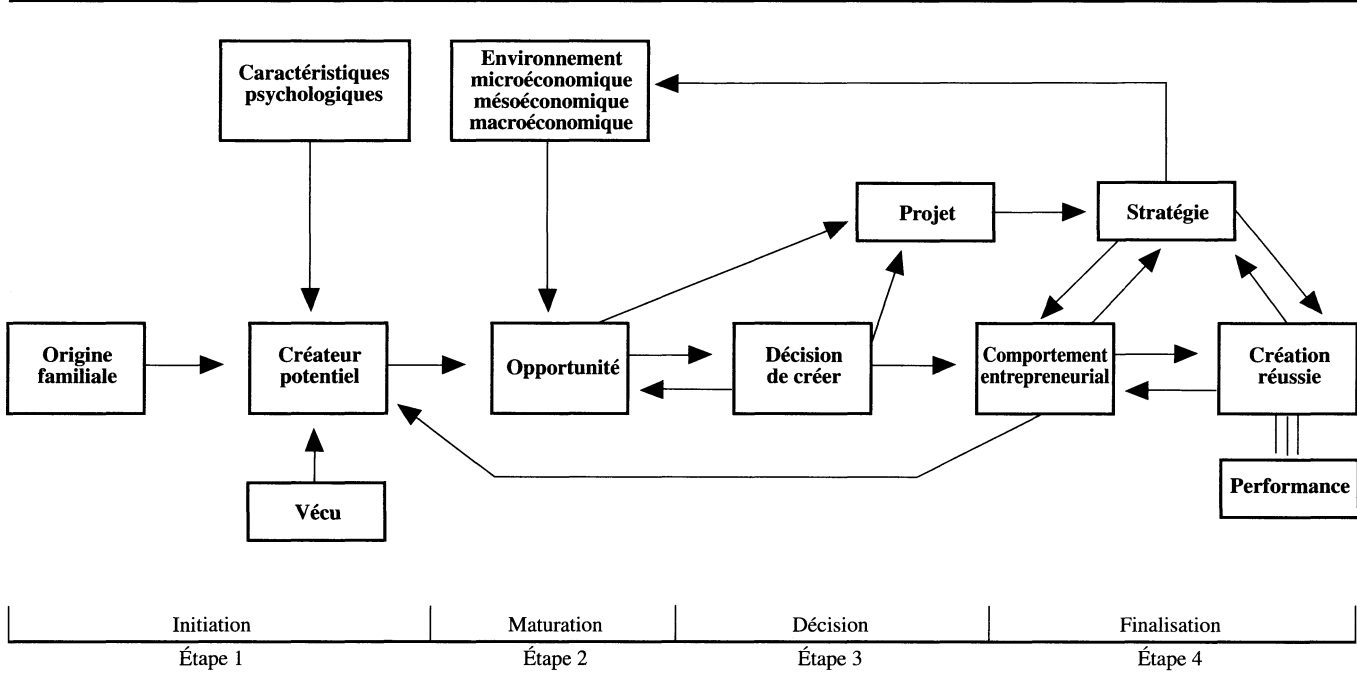 Caractéristiques
psychologiques
Environnement
microéconomique
mésoéconomique
macroéconomique
Projet
Stratégie
Origine
familiale
Créateur
potentiel
Opportunité
Décision
de créer
Comportement
entrepreneurial
Création
réussie
Vécu
Performance
Initiation
Maturation
Décision
Finalisation
Étape 1
Étape 2
Étape 3
Étape 4